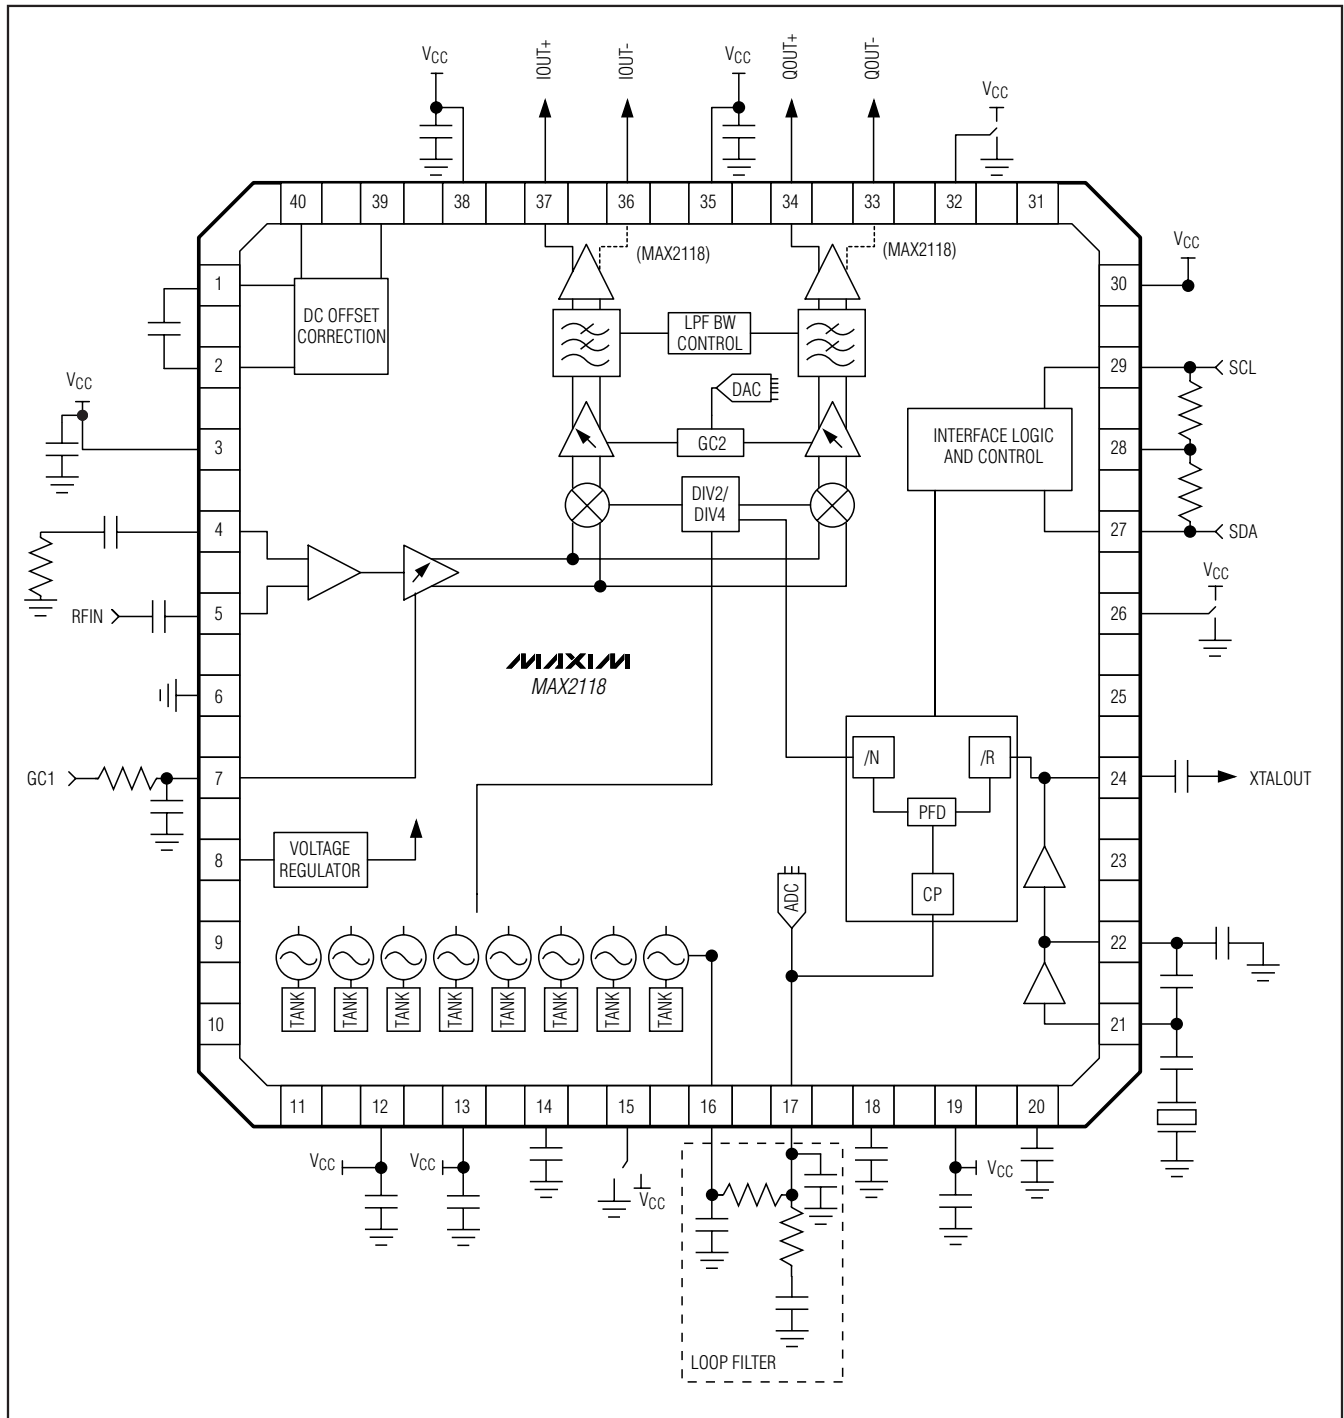 VCC
IOUT+
IOUT-
VCC
QOUT+
QOUT-
VCC
40
39
38
37
36
35
34
33
32
31
(MAX2118)
(MAX2118)
VCC
1
DC OFFSET
CORRECTION
LPF BW
CONTROL
30
2
VCC
DAC
29
SCL
3
GC2
INTERFACE LOGIC
AND CONTROL
28
4
DIV2/
DIV4
27
SDA
RFIN
5
VCC
26
MAXIM
MAX2118
6
25
GC1
7
/N
/R
24
XTALOUT
PFD
8
VOLTAGE
REGULATOR
23
ADC
CP
9
22
TANK
TANK
TANK
TANK
TANK
TANK
TANK
TANK
10
21
11
12
13
14
15
16
17
18
19
20
VCC
VCC
VCC
VCC
LOOP FILTER